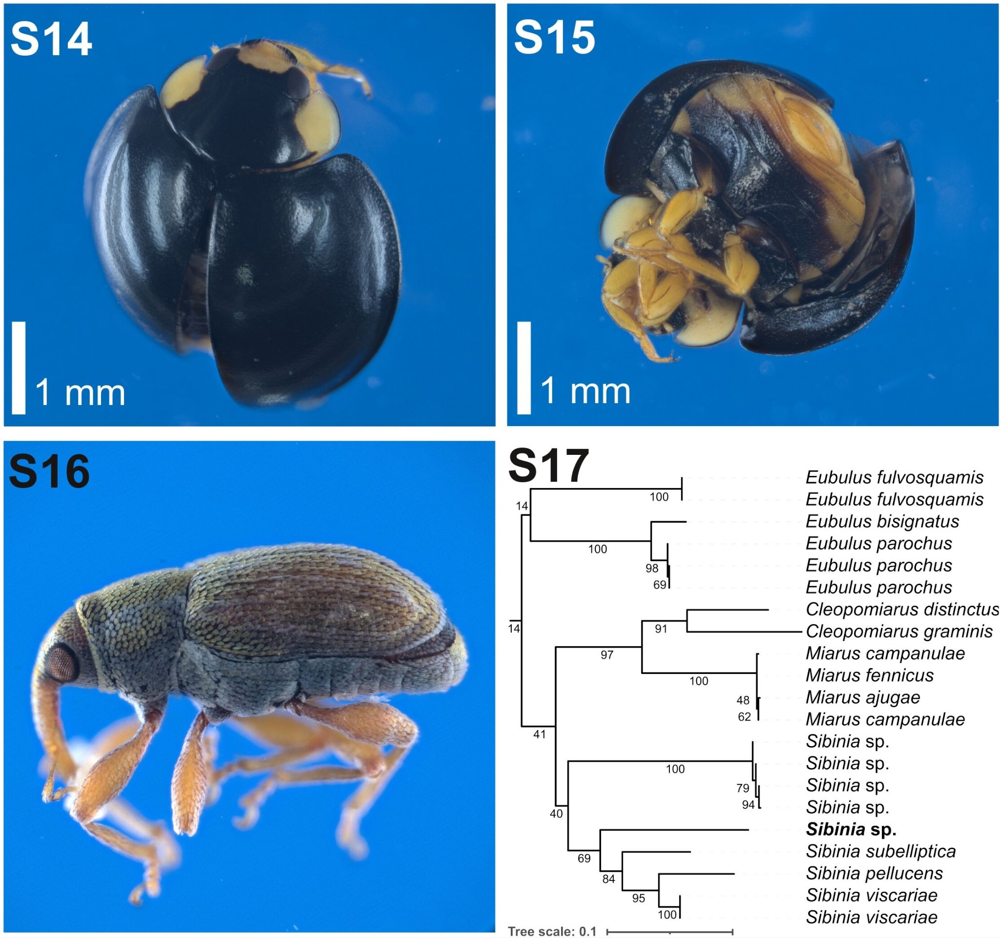 S14
1 mm
S15
1 mm
S16
S17
Eubulus fulvosquamis
100
Eubulus fulvosquamis
14
Eubulus bisignatus
Eubulus parochus
100
Eubulus parochus
98
69
Eubulus parochus
Cleopomiarus distinctus
14
91
Cleopomiarus graminis
97
Miarus campanulae
Miarus fennicus
100
48
Miarus ajugae
62
Miarus campanulae
41
Sibinia sp.
100
Sibinia sp.
79
Sibinia sp.
94
Sibinia sp.
40
Sibinia sp.
69
Sibinia subelliptica
84
Sibinia pellucens
95
Sibinia viscariae
100
Sibinia viscariae
Tree scale: 0.1